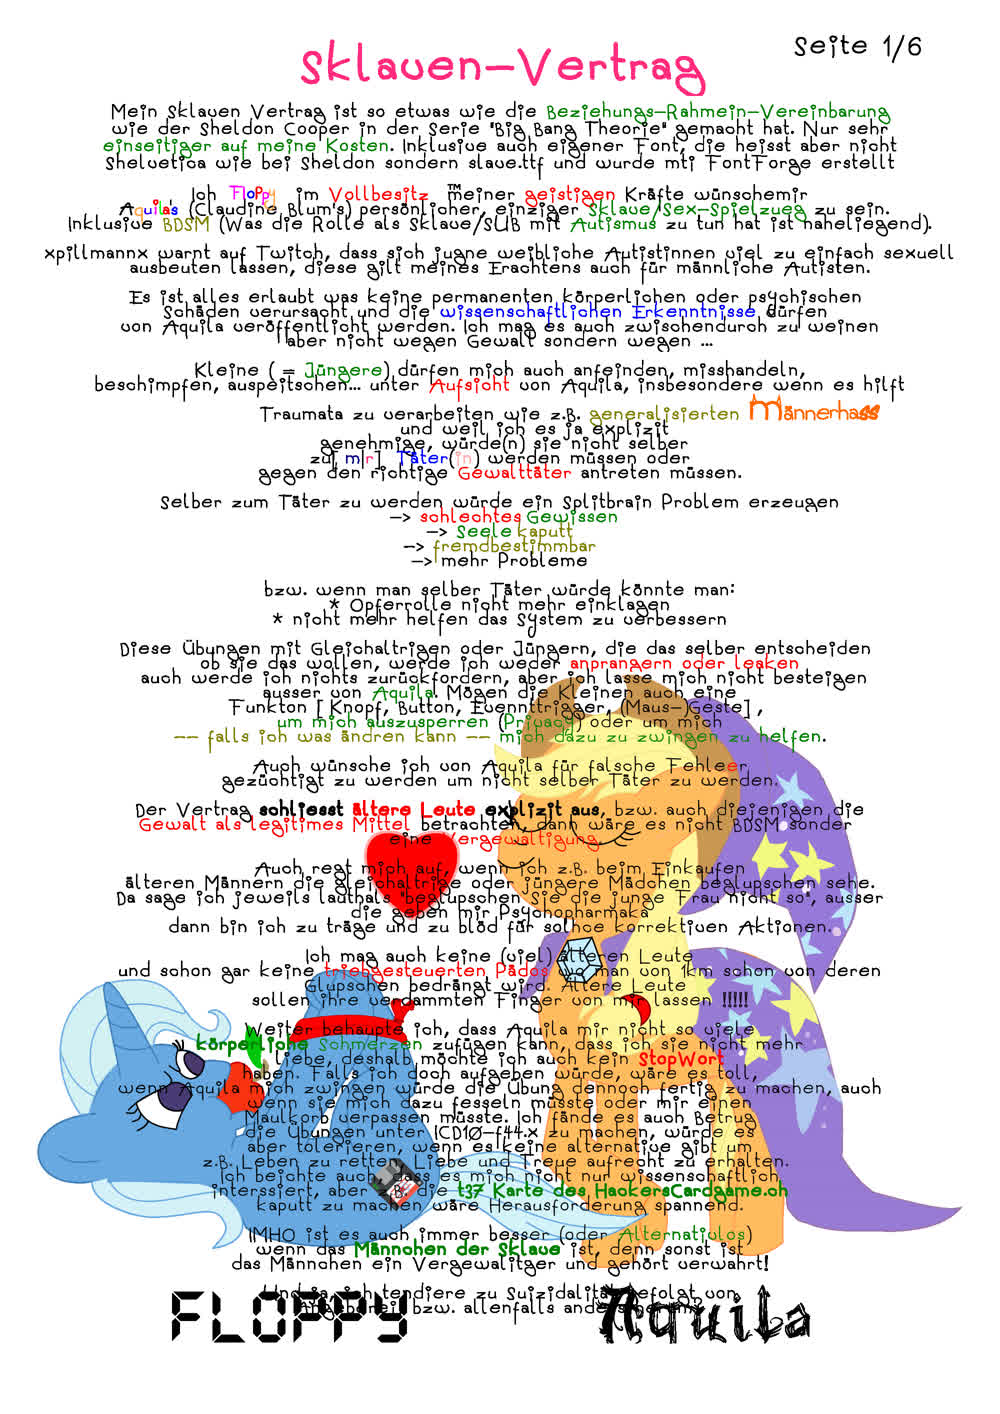 Seite 1/6
Sklaven-Vertrag
Mein Sklaven Vertrag ist so etwas wie die Beziehungs-Rahmein-Vereinbarung
wie der Sheldon Cooper in der Serie "Big Bang Theorie" gemacht hat. Nur sehr
einseitiger auf meine Kosten. Inklusive auch eigener Font, die heisst aber nicht
Shelvetica wie bei Sheldon sondern slave.ttf und wurde mti FontForge erstellt
Ich Floppy im Vollbesitz ™meiner geistigen Kräfte wünschemir
Aquila's (Claudine Blum's) persönlicher, einziger Sklave/Sex-Spielzueg zu sein.
Inklusive BDSM (Was die Rolle als Sklave/SUB mit Autismus zu tun hat ist naheliegend).
xpillmannx warnt auf Twitch, dass sich jugne weibliche Autistinnen viel zu einfach sexuell
ausbeuten lassen, diese gilt meines Erachtens auch für männliche Autisten.
Es ist alles erlaubt was keine permanenten körperlichen oder psychischen
Schäden verursacht und die wissenschaftlichen Erkenntnisse dürfen
von Aquila veröffentlicht werden. Ich mag es auch zwischendurch zu weinen
aber nicht wegen Gewalt sondern wegen ...
Kleine ( = Jüngere) dürfen mich auch anfeinden, misshandeln,
beschimpfen, auspeitschen... unter Aufsicht von Aquila, insbesondere wenn es hilft
Traumata zu verarbeiten wie z.B. generalisierten Männerhass
und weil ich es ja explizit
genehmige, würde(n) sie nicht selber
zu[ m|r] Täter(in) werden müssen oder
gegen den richtige Gewalttäter antreten müssen.
Selber zum Täter zu werden würde ein Splitbrain Problem erzeugen
-> schlechtes Gewissen
-> Seele kaputt
-> fremdbestimmbar
-> mehr Probleme
bzw. wenn man selber Täter würde könnte man:
* Opferrolle nicht mehr einklagen
* nicht mehr helfen das System zu verbessern
Diese Übungen mit Gleichaltrigen oder Jüngern, die das selber entscheiden
ob sie das wollen, werde ich weder anprangern oder leaken
auch werde ich nichts zurückfordern, aber ich lasse mich nicht besteigen
ausser von Aquila. Mögen die Kleinen auch eine
Funkton [ Knopf, Button, Evennttrigger, (Maus-)Geste] ,
um mich auszusperren (Privacy) oder um mich
-- falls ich was ändren kann -- mich dazu zu zwingen zu helfen.
Auch wünsche ich von Aquila für falsche Fehleer
gezüchtigt zu werden um nicht selber Täter zu werden.
Der Vertrag schliesst ältere Leute explizit aus, bzw. auch diejenigen die
Gewalt als legitimes Mittel betrachten, dann wäre es nicht BDSM sonder
eine Vergewaltigung.
Auch regt mich auf, wenn ich z.B. beim Einkaufen
älteren Männern die gleichaltrige oder jüngere Mädchen beglupschen sehe.
Da sage ich jeweils lauthals "beglupschen Sie die junge Frau nicht so", ausser
die geben mir Psychopharmaka
dann bin ich zu träge und zu blöd für solhce korrektiven Aktionen.
Ich mag auch keine (viel) älteren Leute
und schon gar keine triebgesteuerten Pädos wo man von 1km schon von deren
Glupschen bedrängt wird. Ältere Leute
sollen ihre verdammten Finger von mir lassen !!!!!
Weiter behaupte ich, dass Aquila mir nicht so viele
körperliche Schmerzen zufügen kann, dass ich sie nicht mehr
liebe, deshalb möchte ich auch kein StopWort
haben. Falls ich doch aufgeben würde, wäre es toll,
wenn Aquila mich zwingen würde die Übung dennoch fertig zu machen, auch
wenn sie mich dazu fesseln müsste oder mir einen
Maulkorb verpassen müsste. Ich fände es auch Betrug
die Übungen unter ICD10-f44.x zu machen, würde es
aber tolerieren, wenn es keine alternative gibt um
z.B. Leben zu retten, Liebe und Treue aufrecht zu erhalten.
Ich beichte auch dass es mich nicht nur wissenschaftlich
interssiert, aber z.B. die t37 Karte des HackersCardgame.ch
kaputt zu machen wäre Herausforderung spannend.
IMHO ist es auch immer besser (oder Alternativlos)
wenn das Männchen der Sklave ist, denn sonst ist
das Männchen ein Vergewalitger und gehört verwahrt!
Und ja, ich tendiere zu Suizidalität gefolgt von
bzw. allenfalls
FLOPPY
Aquila